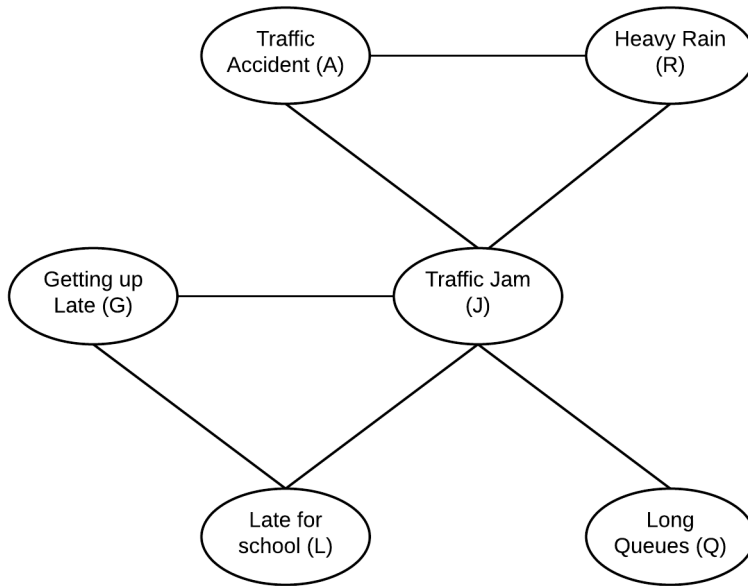 Traffic
Accident (A)
Heavy Rain
(R)
Getting up
Late (G)
Traffic Jam
(J)
Late for
school (L)
Long
Queues (Q)